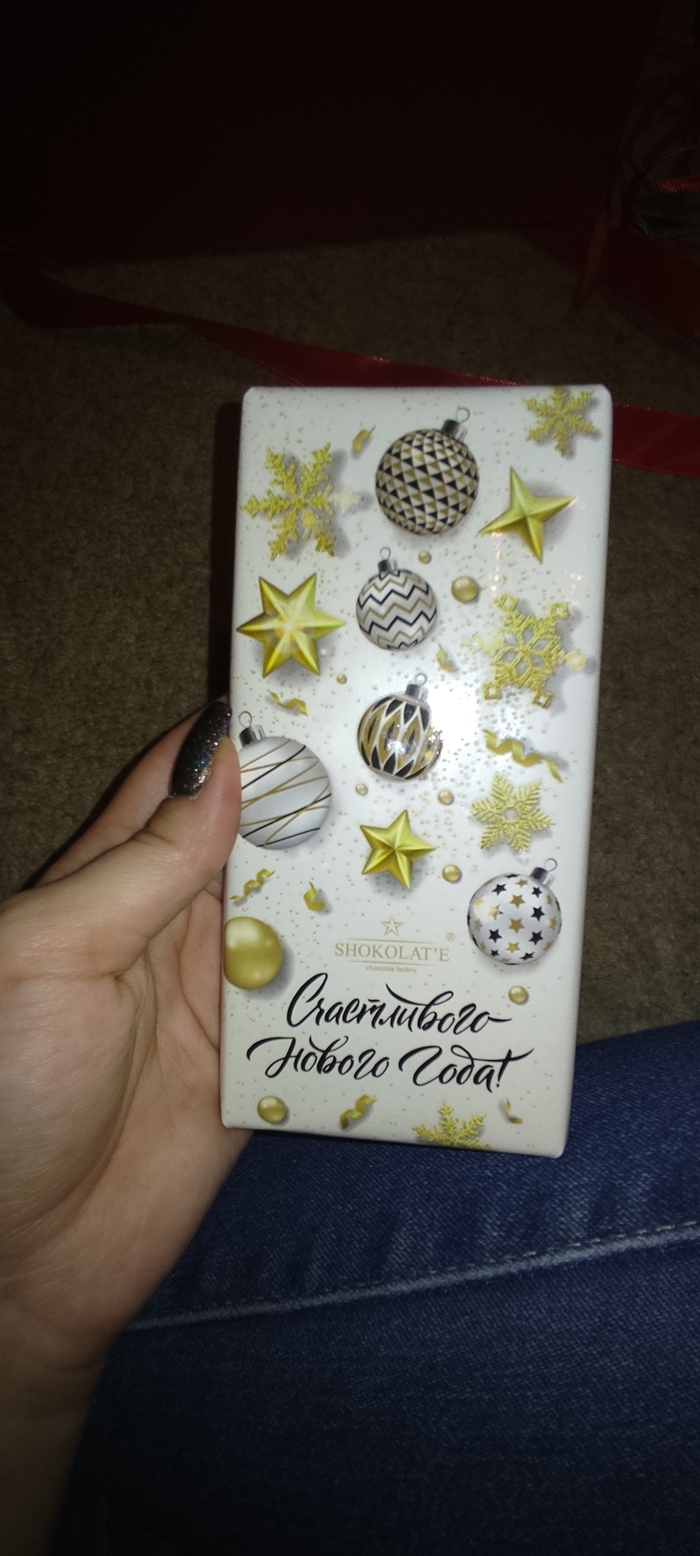 SHOKOLAT'E®
chocolate factory
Счастливого
Нового Года!